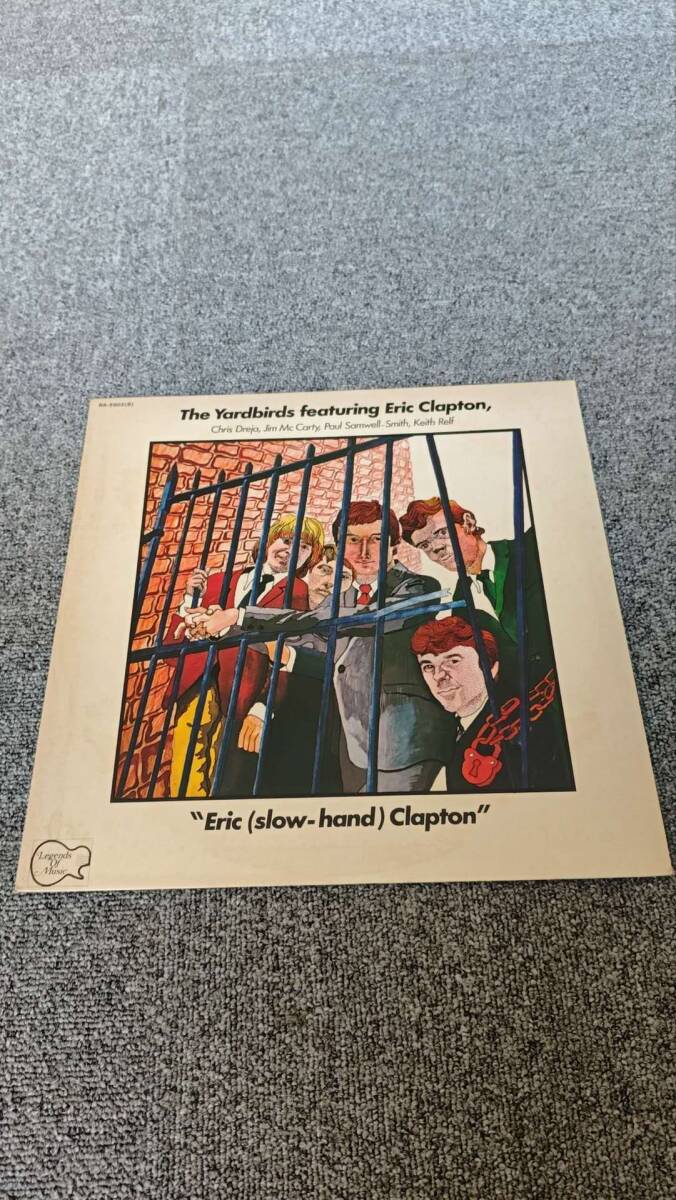 The Yardbirds featuring Eric Clapton,
Chris Dreja, Jim Mc Carty, Paul Samwell-Smith, Keith Relf
"Eric (slow-hand) Clapton"
Legends
Of
Music